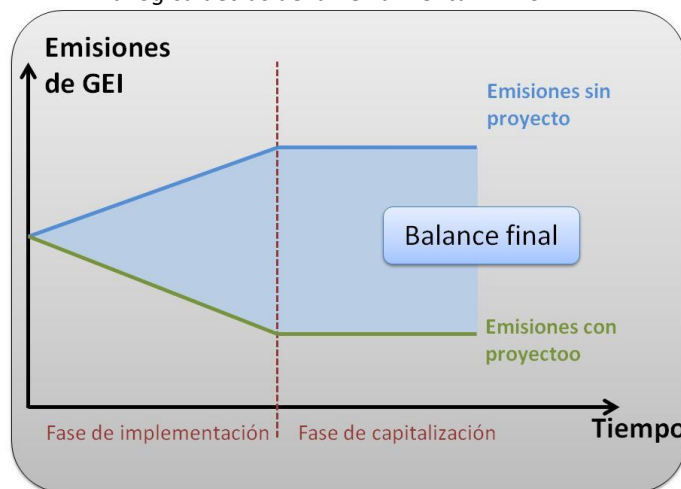 Emisiones
de GEI
Emisiones sin
proyecto
Balance final
Emisiones con
proyectoo
Tiempo
Fase de implementación
Fase de capitalización